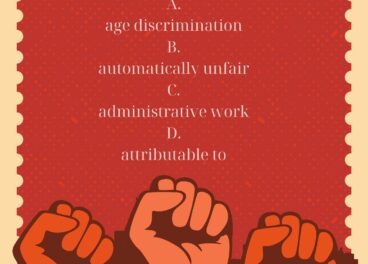 A.
age discrimination
B.
automatically unfair
C.
administrative work
D.
attributable to